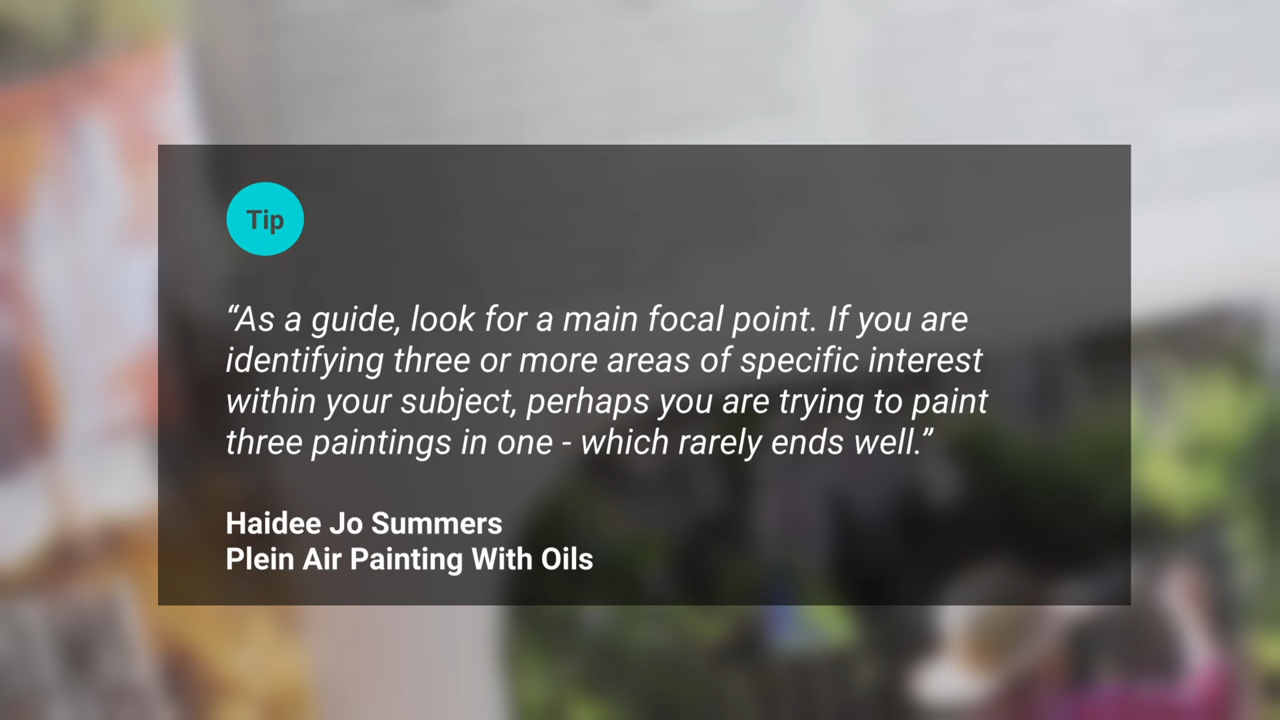 Tip
“As a guide, look for a main focal point. If you are
identifying three or more areas of specific interest
within your subject, perhaps you are trying to paint
three paintings in one - which rarely ends well.”
Haidee Jo Summers
Plein Air Painting With Oils